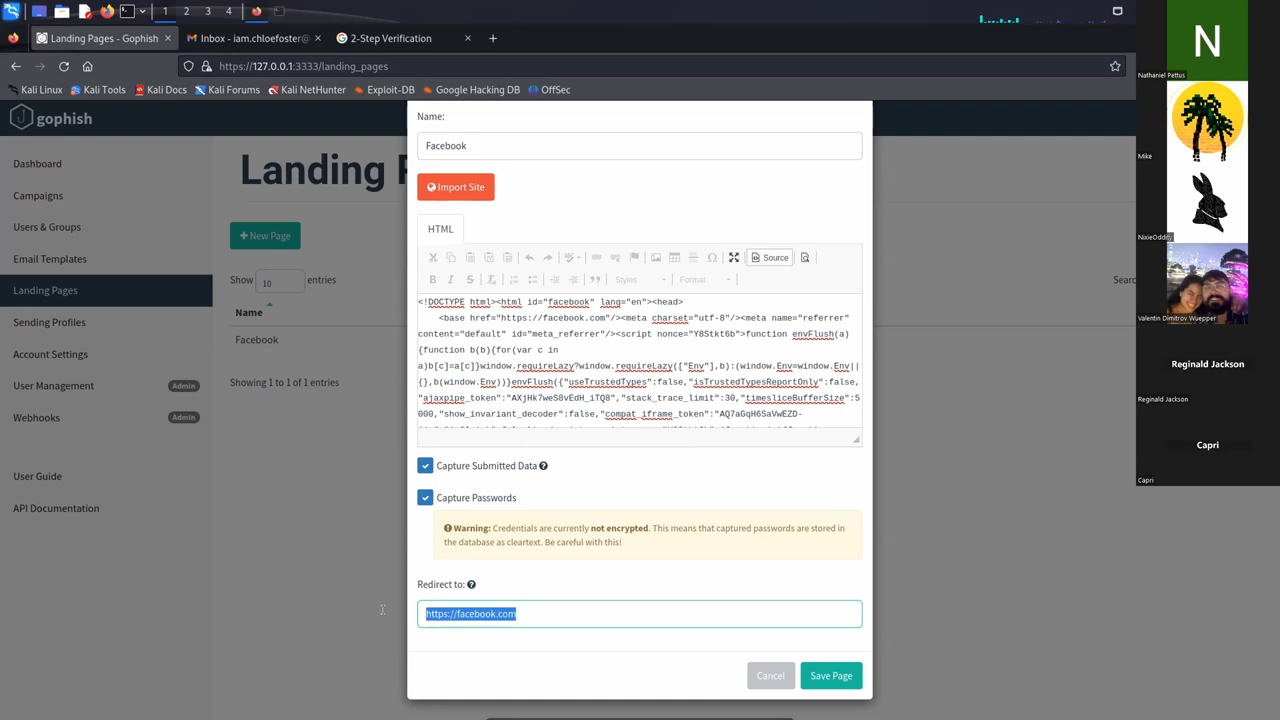 1
2
3
4
Landing Pages - Gophish
Inbox - iam.chloefoster@
2-Step Verification
https://127.0.0.1:3333/landing_pages
Kali Linux
Kali Tools
Kali Docs
Kali Forums
Kali NetHunter
Exploit-DB
Google Hacking DB
OffSec
gophish
Dashboard
Campaigns
Users & Groups
Email Templates
Landing Pages
Sending Profiles
Account Settings
User Management Admin
Webhooks Admin
User Guide
API Documentation
Landing P
+ New Page
Show 10 entries
Sear
Name
Facebook
Showing 1 to 1 of 1 entries
Name:
Facebook
Import Site
HTML
Source
B I
Styles
Format
<!DOCTYPE html><html id="facebook" lang="en"><head>
<base href="https://facebook.com"/><meta charset="utf-8"/><meta name="referrer"
content="default" id="meta_referrer"/><script nonce="Y8Stkt6b">function envFlush(a)
{function b(b){for(var c in
a)b[c]=a[c]}window.requireLazy?window.requireLazy(["Env"],b):(window.Env=window.Env||
{},b(window.Env))}envFlush({"useTrustedTypes":false,"isTrustedTypesReportOnly":false,
"ajaxpipe_token":"AXjHk7weS8vEdH_iTQ8","stack_trace_limit":30,"timesliceBufferSize":5
000,"show_invariant_decoder":false,"compat_iframe_token":"AQ7aGqH6SaVwEZD-
Capture Submitted Data
Capture Passwords
Warning: Credentials are currently not encrypted. This means that captured passwords are stored in
the database as cleartext. Be careful with this!
Redirect to:
https://facebook.com
Cancel
Save Page
N
Nathaniel Pettus
Mike
NixieOddity
Valentin Dimitrov Wuepper
Reginald Jackson
Reginald Jackson
Capri
Capri